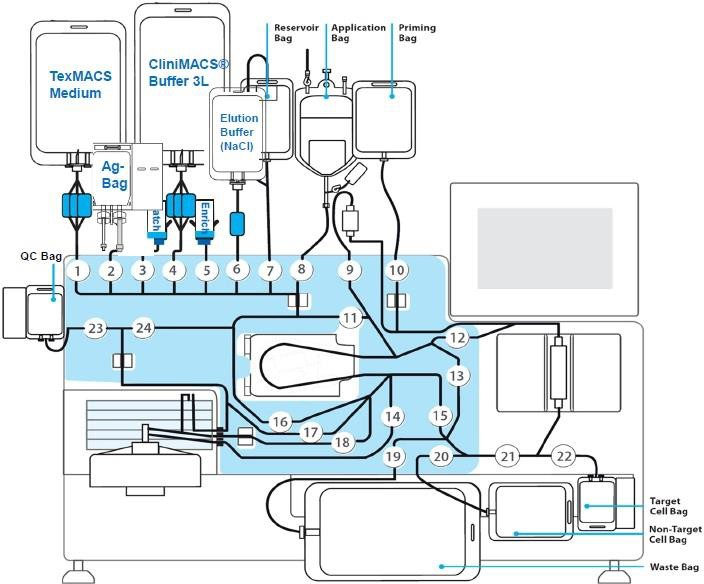 TexMACS
Medium
CliniMACS®
Buffer 3L
Elution
Buffer
(NaCl)
Reservoir
Bag
Application
Bag
Priming
Bag
Ag-
Bag
atch
Enrich
QC Bag
1
2
3
4
5
6
7
8
9
10
11
12
13
14
15
16
17
18
19
20
21
22
23
24
Target
Cell Bag
Non-Target
Cell Bag
Waste Bag